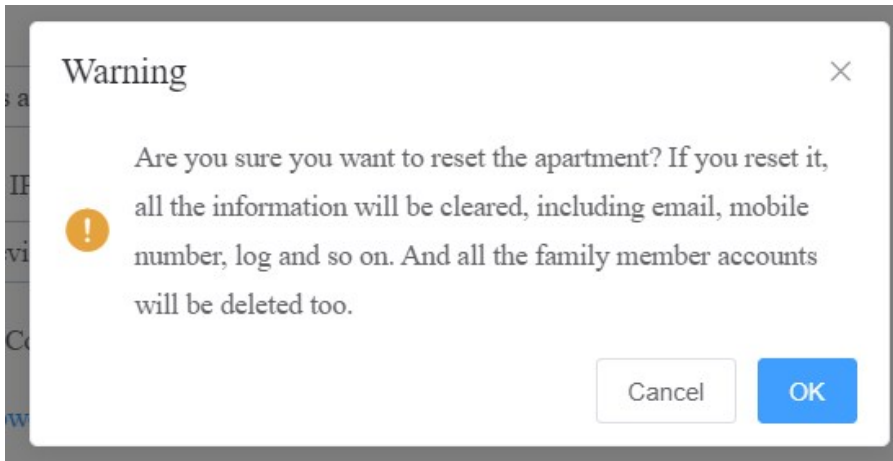 Warning
Are you sure you want to reset the apartment? If you reset it,
all the information will be cleared, including email, mobile
number, log and so on. And all the family member accounts
will be deleted too.
Cancel
OK